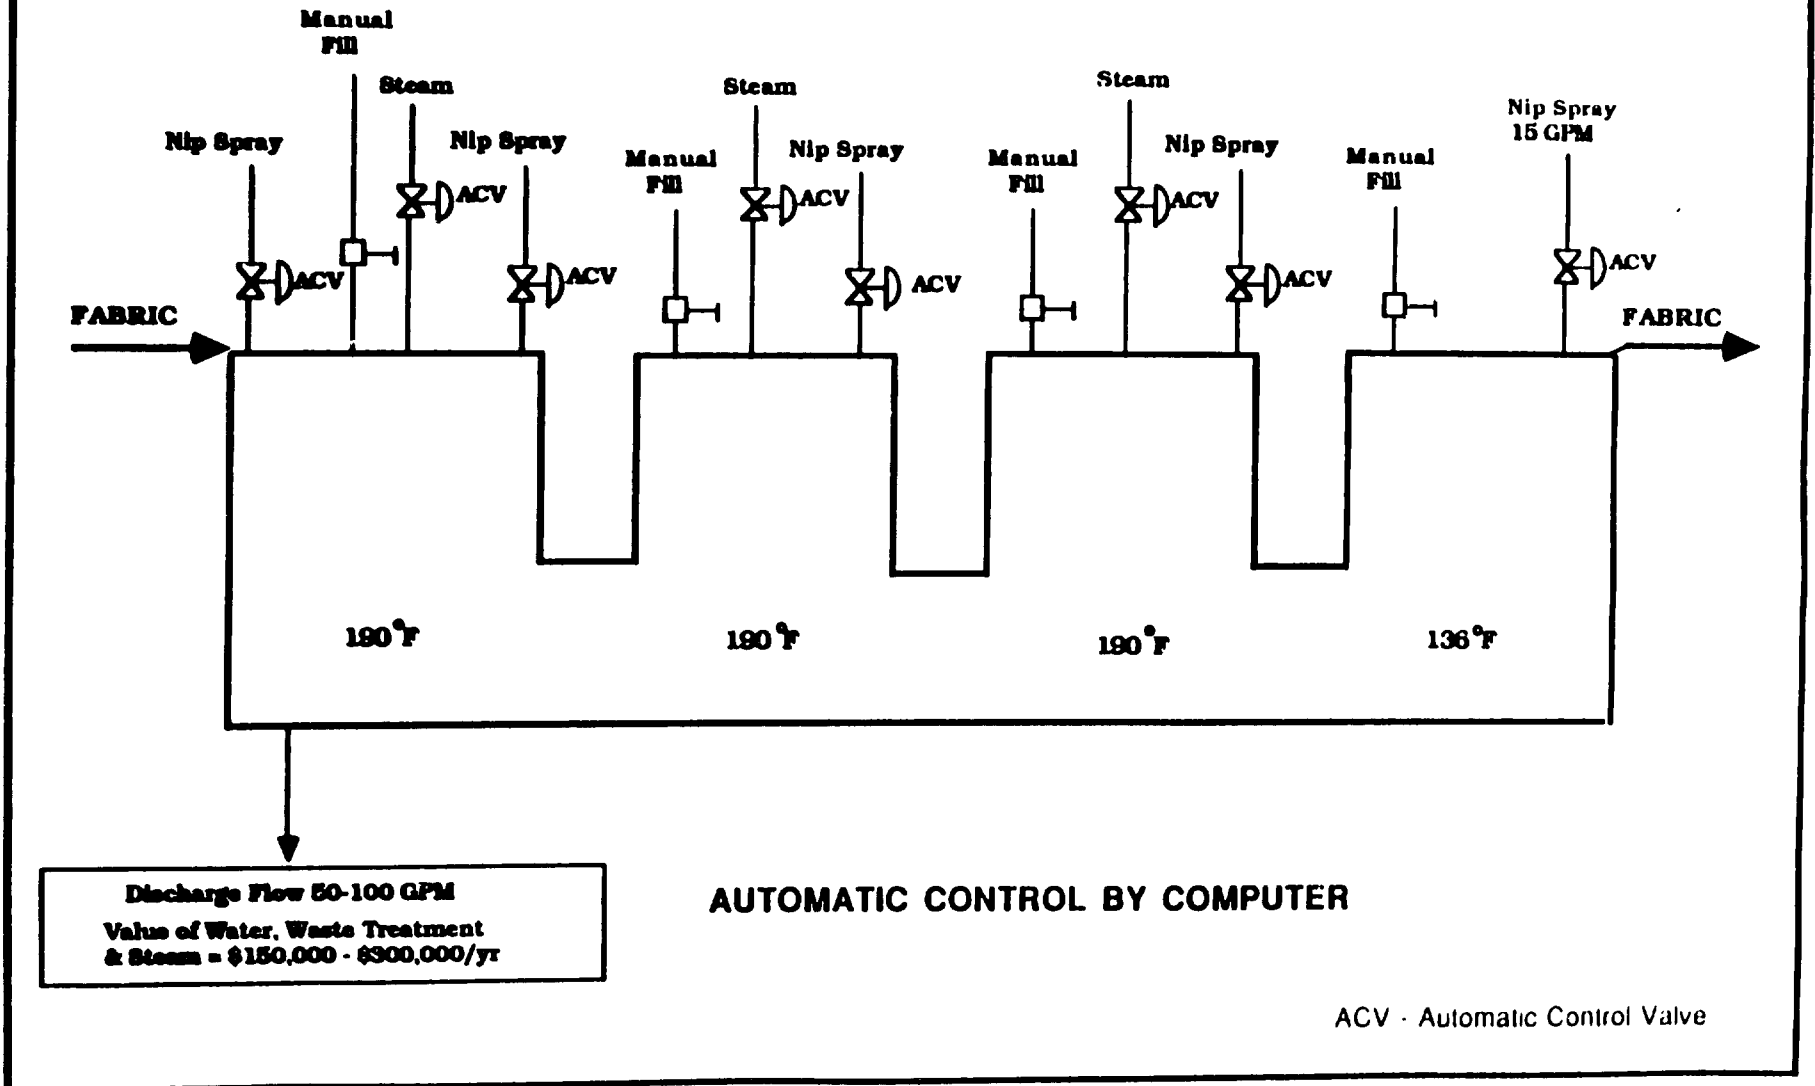 Manual
Fill
Steam
Nip Spray
Nip Spray
ACV
ACV
ACV
Steam
Manual
Fill
Nip Spray
ACV
ACV
Steam
Manual
Fill
Nip Spray
ACV
ACV
Manual
Fill
Nip Spray
15 GPM
ACV
FABRIC
FABRIC
190°F
190°F
190°F
136°F
Discharge Flow 50-100 GPM
Value of Water, Waste Treatment
& Steam = $150,000 - $300,000/yr
AUTOMATIC CONTROL BY COMPUTER
ACV - Automatic Control Valve